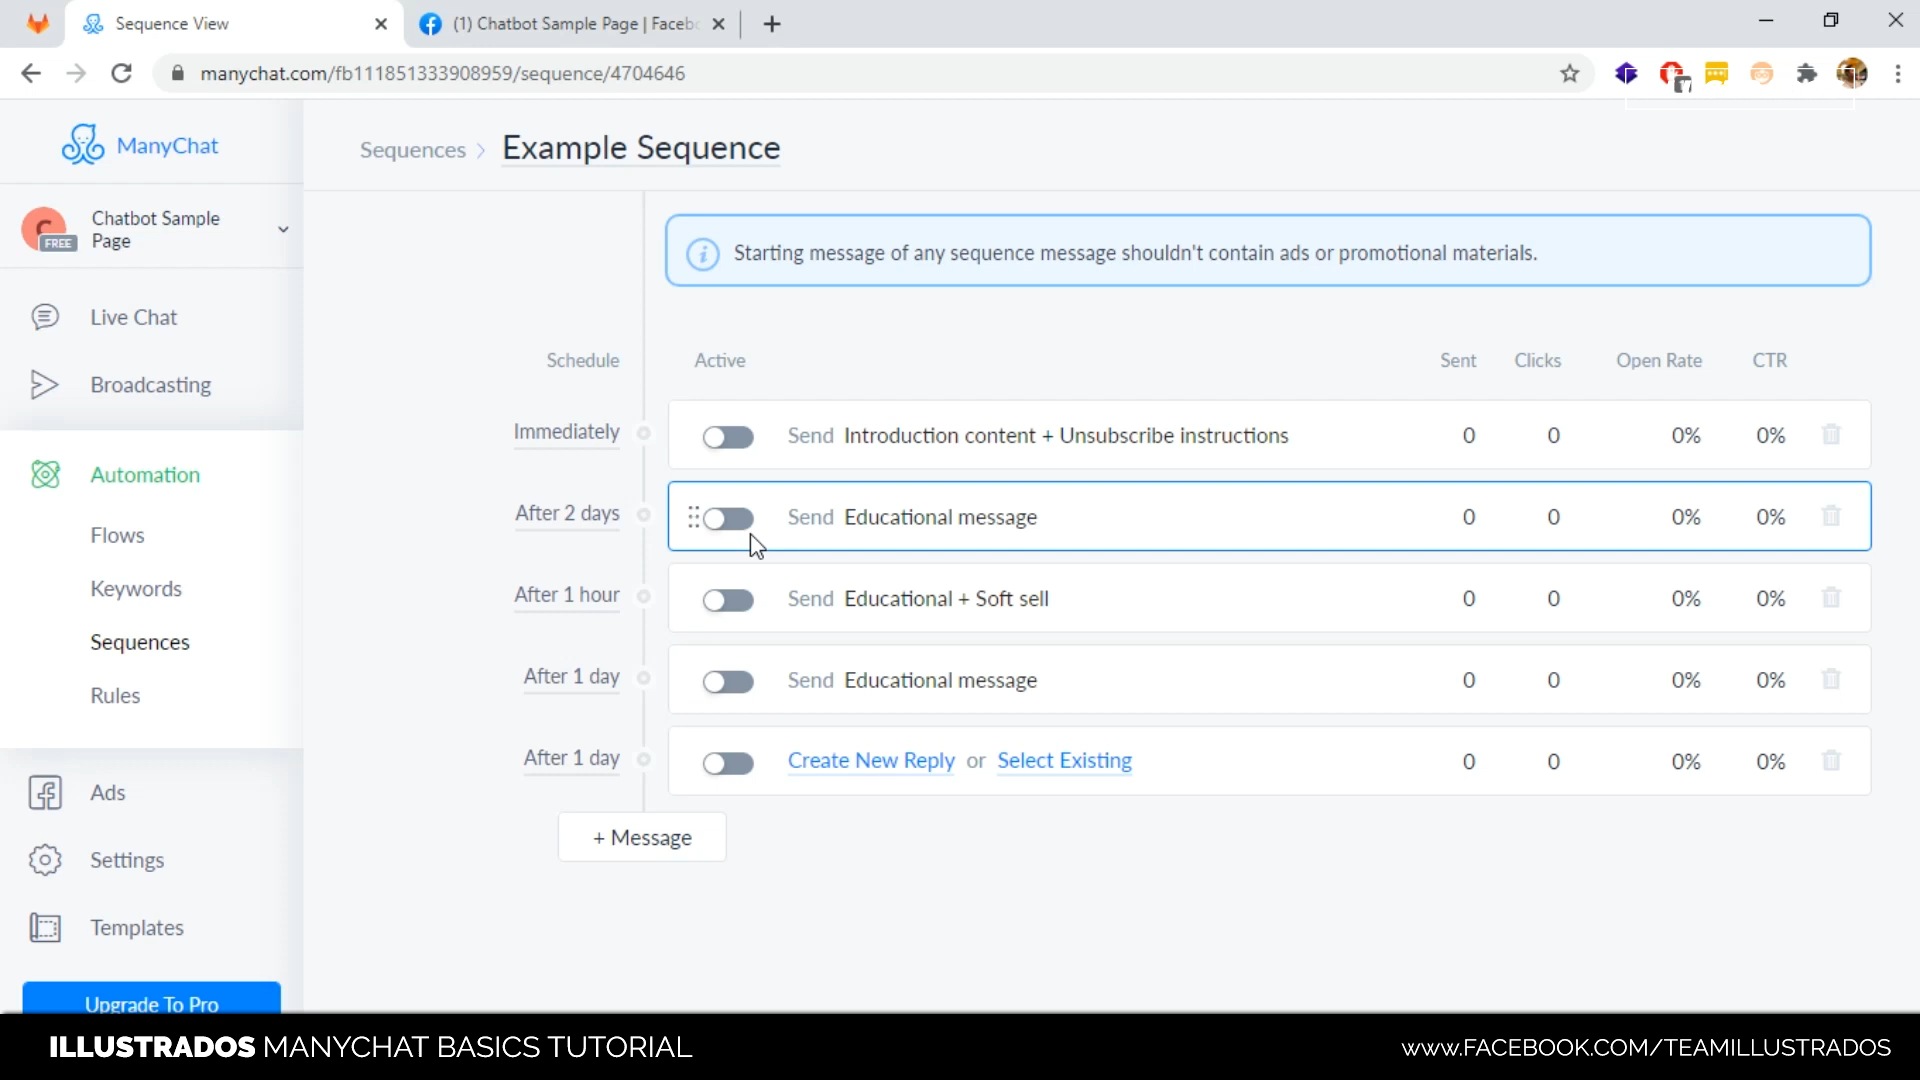 Sequence View
(1) Chatbot Sample Page | Facebo
manychat.com/fb111851333908959/sequence/4704646
ManyChat
Sequences > Example Sequence
C
FREE
Chatbot Sample
Page
Starting message of any sequence message shouldn't contain ads or promotional materials.
Live Chat
Broadcasting
Automation
Flows
Keywords
Sequences
Rules
Ads
Settings
Templates
Upgrade To Pro
Schedule Active Sent Clicks Open Rate CTR
Immediately Send Introduction content + Unsubscribe instructions 0 0 0% 0%
After 2 days Send Educational message 0 0 0% 0%
After 1 hour Send Educational + Soft sell 0 0 0% 0%
After 1 day Send Educational message 0 0 0% 0%
After 1 day Create New Reply or Select Existing 0 0 0% 0%
+ Message
ILLUSTRADOS MANYCHAT BASICS TUTORIAL
WWW.FACEBOOK.COM/TEAMILLUSTRADOS